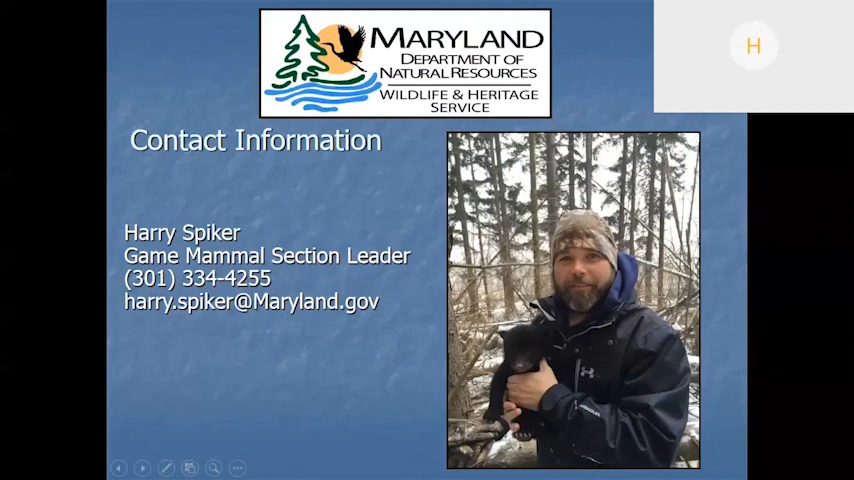 MARYLAND
DEPARTMENT OF
NATURAL RESOURCES
WILDLIFE & HERITAGE
SERVICE
H
Contact Information
Harry Spiker
Game Mammal Section Leader
(301) 334-4255
harry.spiker@Maryland.gov